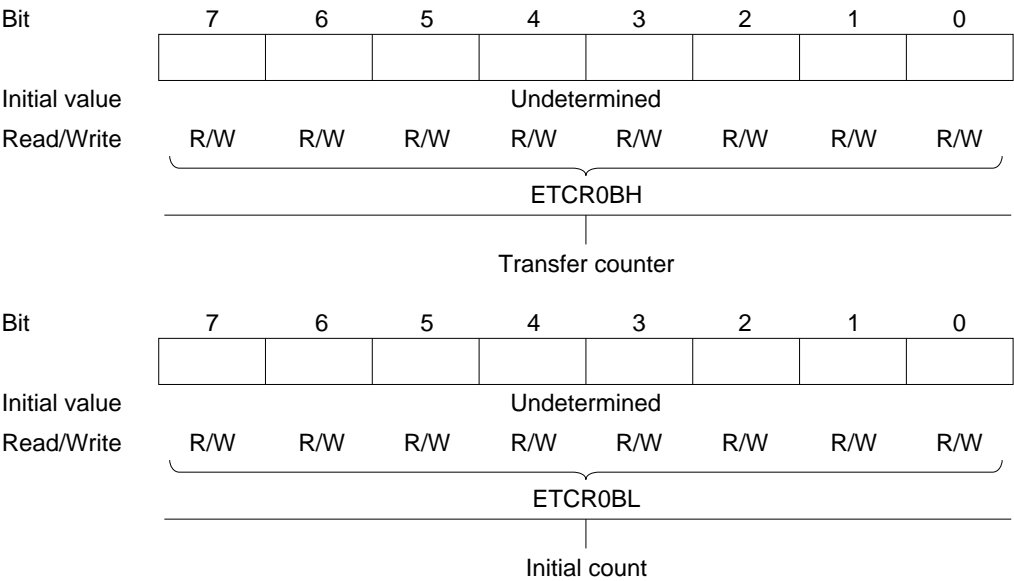 Bit 7 6 5 4 3 2 1 0
Initial value Undetermined
Read/Write R/W R/W R/W R/W R/W R/W R/W R/W
ETCR0BH
Transfer counter
Bit 7 6 5 4 3 2 1 0
Initial value Undetermined
Read/Write R/W R/W R/W R/W R/W R/W R/W R/W
ETCR0BL
Initial count